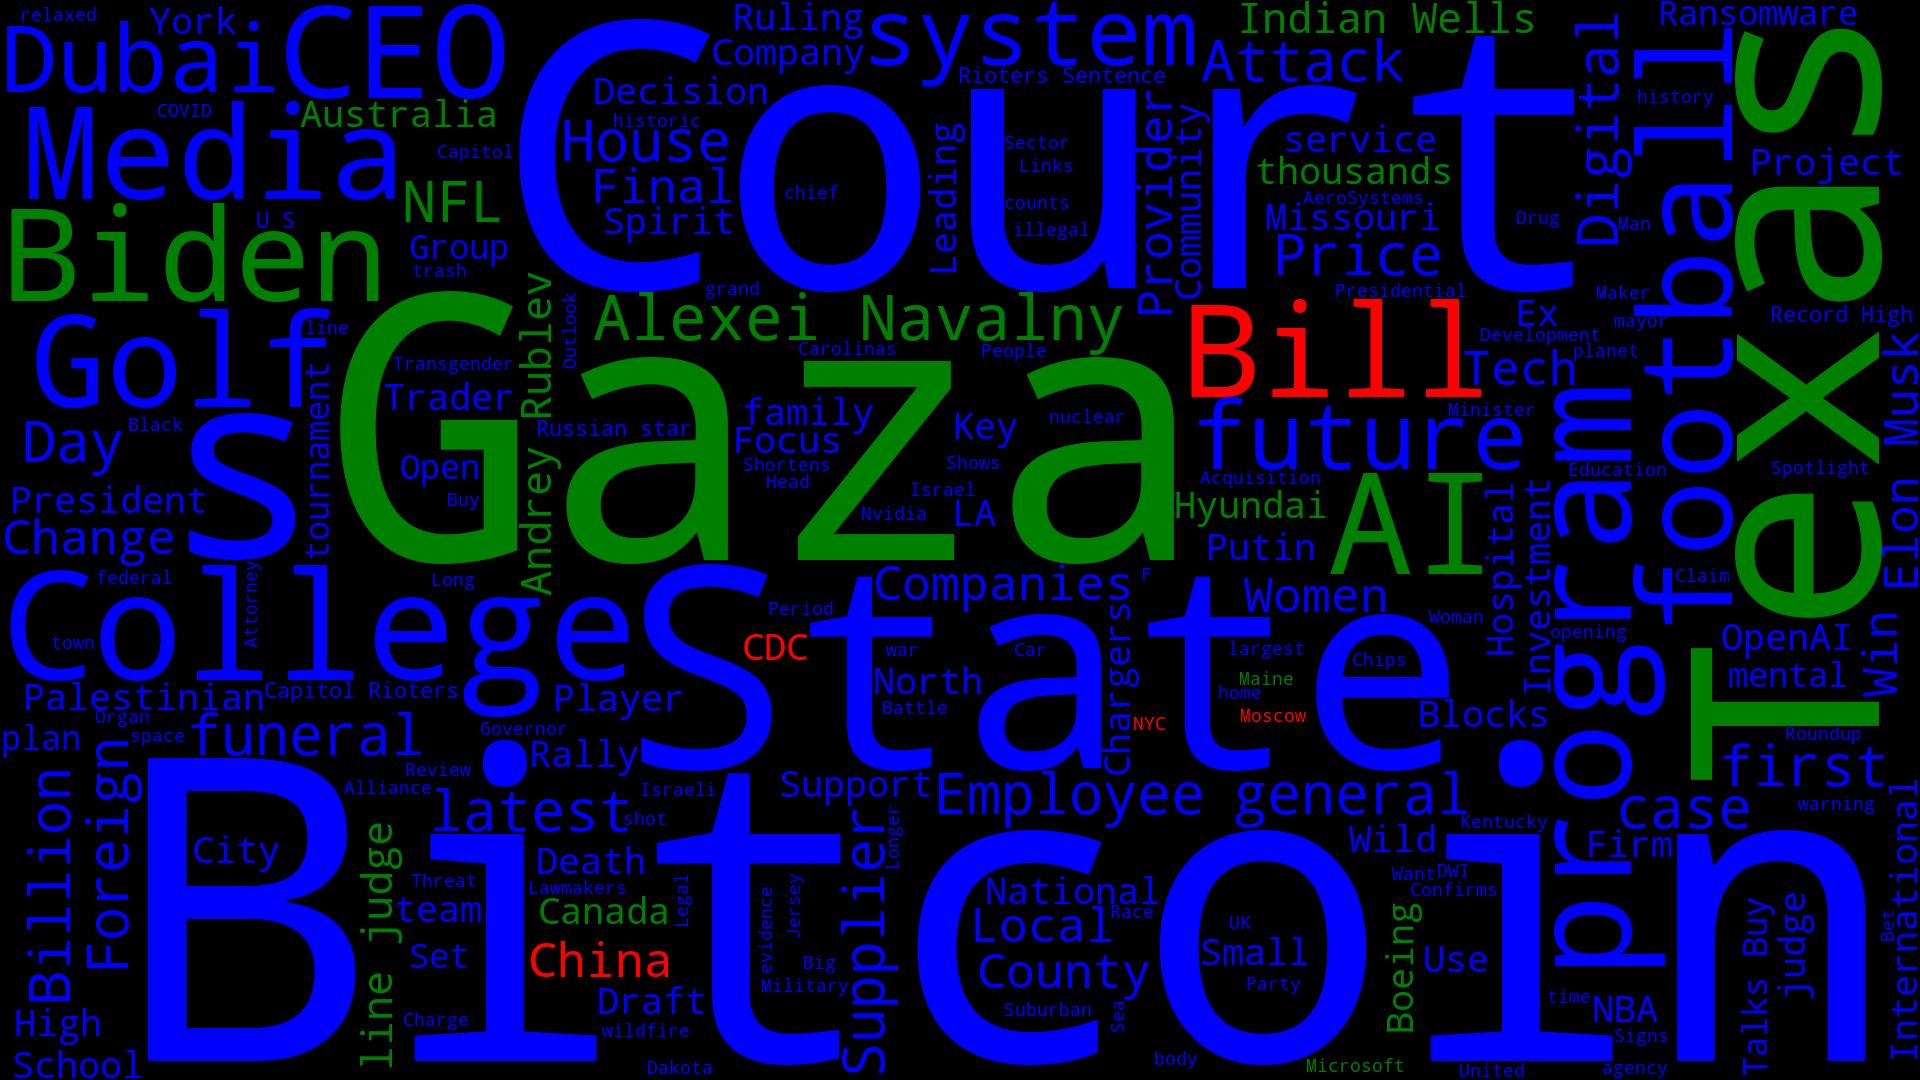 relaxed
York
Dubai
CEO
Court
Ruling
Company
system
Indian Wells
Attack
Ransomware
Digital
football
Texas
Media
COVID
Australia
Capitol
Decision
historic
House
Final
Spirit
chief
Rioters Sentence
Leading
Sector
Links
counts
illegal
Provider
Community
service
thousands
AeroSystems
Missouri
Price
Drug
Man
history
Project
Biden
U S
NFL
Group
trash
grand
Presidential
Maker
Ex
mayor
Record High
Golf
line
tournament
Transgender
Trader
Andrey Rublev
Outlook
Alexei Navalny
Gaza
Carolinas
People
Bill
Development
planet
Tech
Elon Musk
Day
Black
s
Open
Buy
Russian star
family
Focus
Shortens
Head
Key
nuclear
Shows
Israel
Nvidia
LA
future
Minister
Acquisition
Hyundai
AI
Putin
Education
Spotlight
program
President
Change
federal
Attorney
Long
College
town
State
Period
Companies
F
CDC
war
Car
Women
largest
Maine
home
Moscow
NYC
Chargers
Chips
Woman
Hospital
Investment
opening
Claim
OpenAI
mental
Win
Palestinian
Capitol Rioters
Player
North
Battle
Blocks
Organ
space
plan
funeral
Governor
Rally
Review
Alliance
Roundup
first
Billion
Foreign
latest
Israeli
shot
Support
Employee general
case
warning
Bitcoin
City
line judge
Threat
team
Set
Charge
Death
Lawmakers
Canada
China
Draft
wildfire
Dakota
Legal
evidence
Jersey
Big
Military
Supplier
Longer
National
Local
Race
County
Suburban
Sea
UK
Small
Party
body
Wild
Kentucky
Want
DWI
Confirms
Boeing
Use
Microsoft
United
Firm
time
NBA
Signs
agency
Talks Buy
judge
Bet
International
High
School